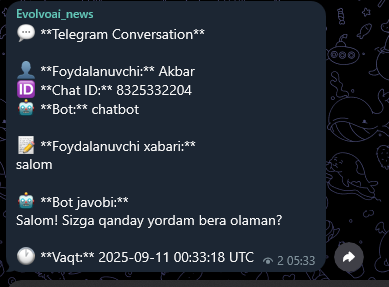 Evolvoai_news
💬 **Telegram Conversation**
👤 **Foydalanuvchi:** Akbar
🆔 **Chat ID:** 8325332204
🤖 **Bot:** chatbot
📝 **Foydalanuvchi xabari:**
salom
🤖 **Bot javobi:**
Salom! Sizga qanday yordam bera olaman?
🕐 **Vaqt:** 2025-09-11 00:33:18 UTC 2 05:33